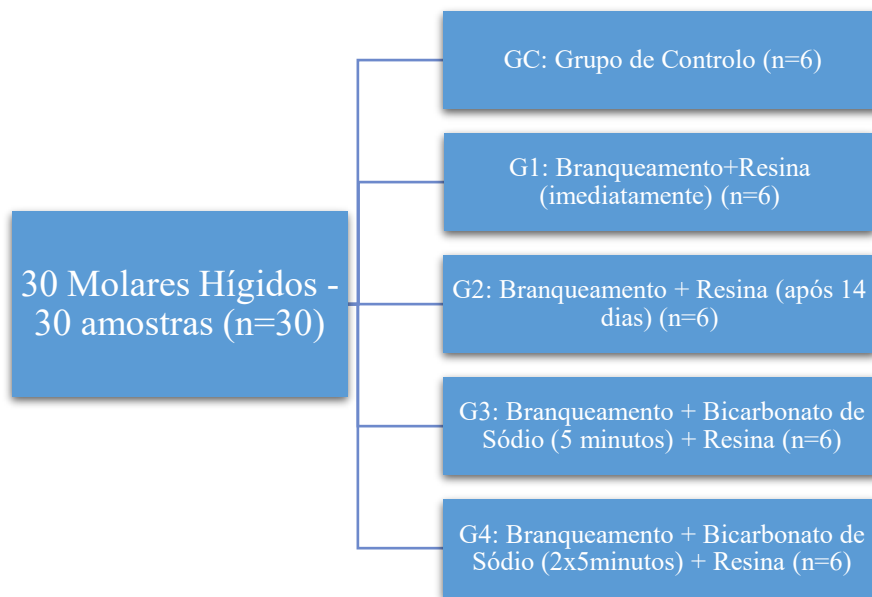 30 Molares Hígidos -
30 amostras (n=30)
GC: Grupo de Controlo (n=6)
G1: Branqueamento+Resina
(imediatamente) (n=6)
G2: Branqueamento + Resina (após 14
dias) (n=6)
G3: Branqueamento + Bicarbonato de
Sódio (5 minutos) + Resina (n=6)
G4: Branqueamento + Bicarbonato de
Sódio (2x5minutos) + Resina (n=6)